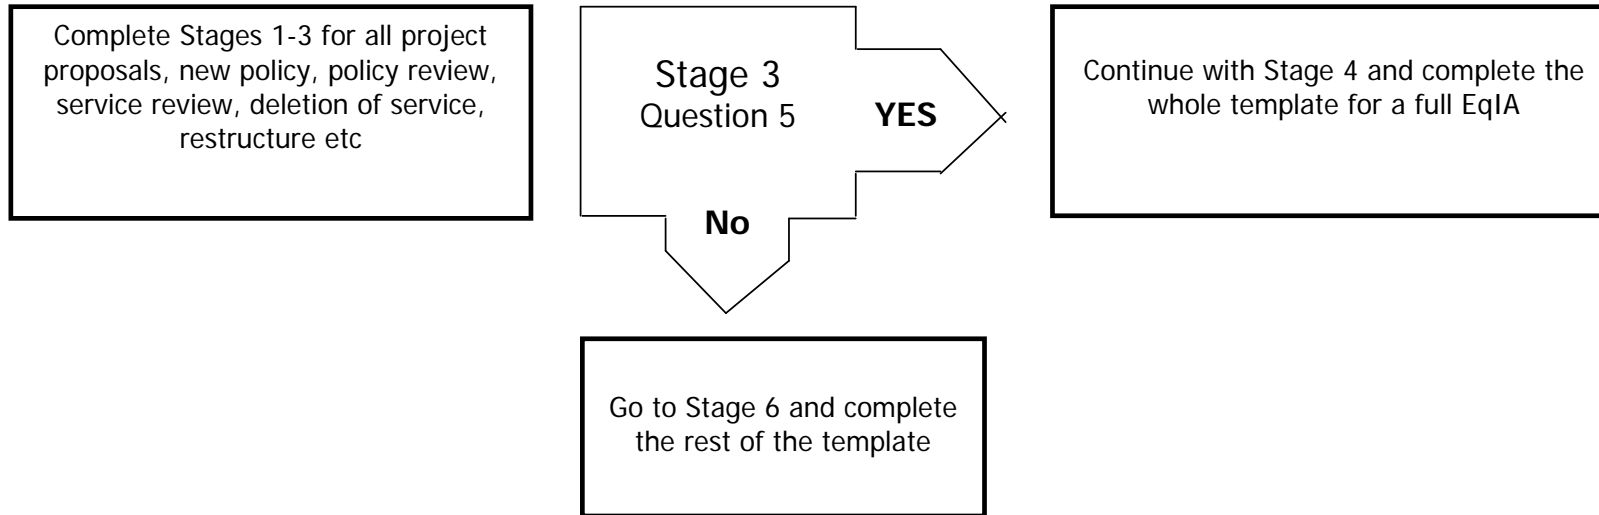 Complete Stages 1-3 for all project
proposals, new policy, policy review,
service review, deletion of service,
restructure etc
Stage 3
Question 5
YES
No
Continue with Stage 4 and complete the
whole template for a full EqIA
Go to Stage 6 and complete
the rest of the template